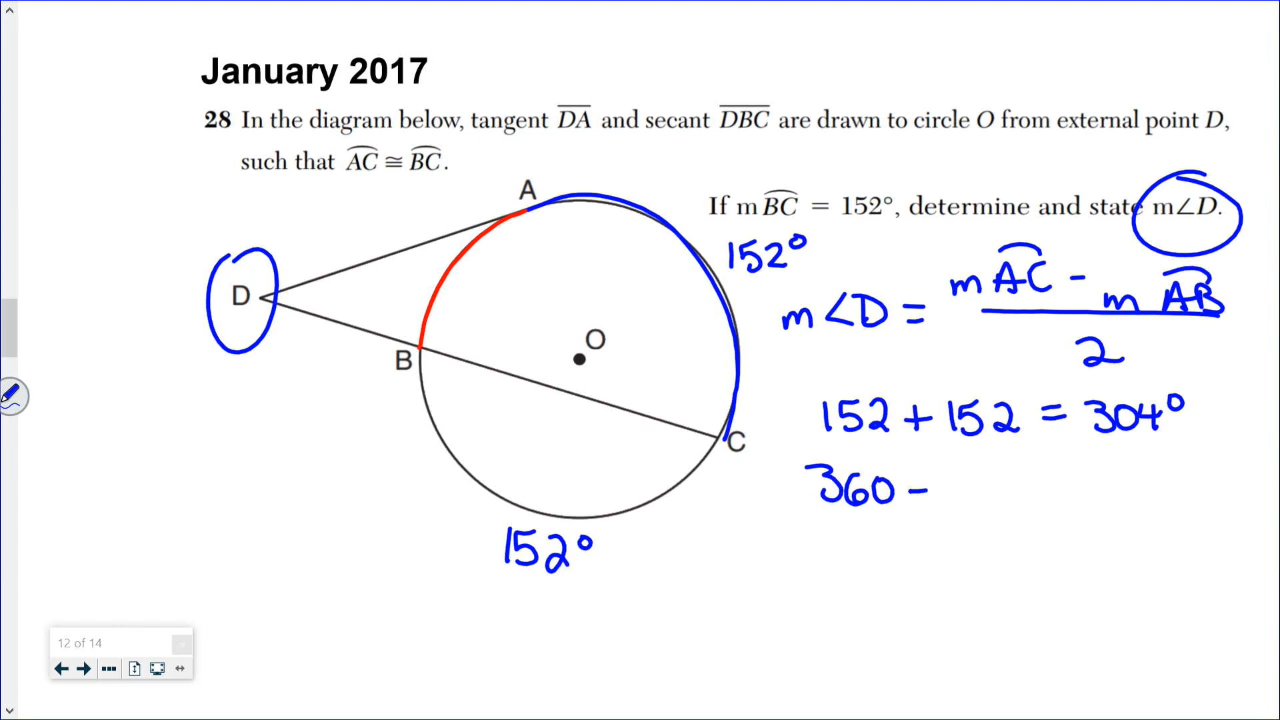 January 2017
28 In the diagram below, tangent DA and secant DBC are drawn to circle O from external point D,
such that AC ≅ BC.
If m BC = 152°, determine and state m∠D.
A
152°
D
m∠D = mAC - mAB
2
O
B
152 + 152 = 304°
C
360 -
152°
12 of 14